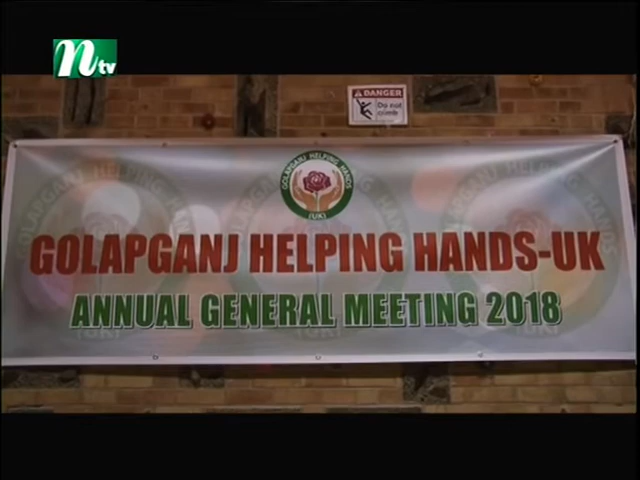 ntv
DANGER
Do not
climb
GOLAPGANJ HELPING HANDS
(UK)
GOLAPGANJ HELPING HANDS-UK
ANNUAL GENERAL MEETING 2018